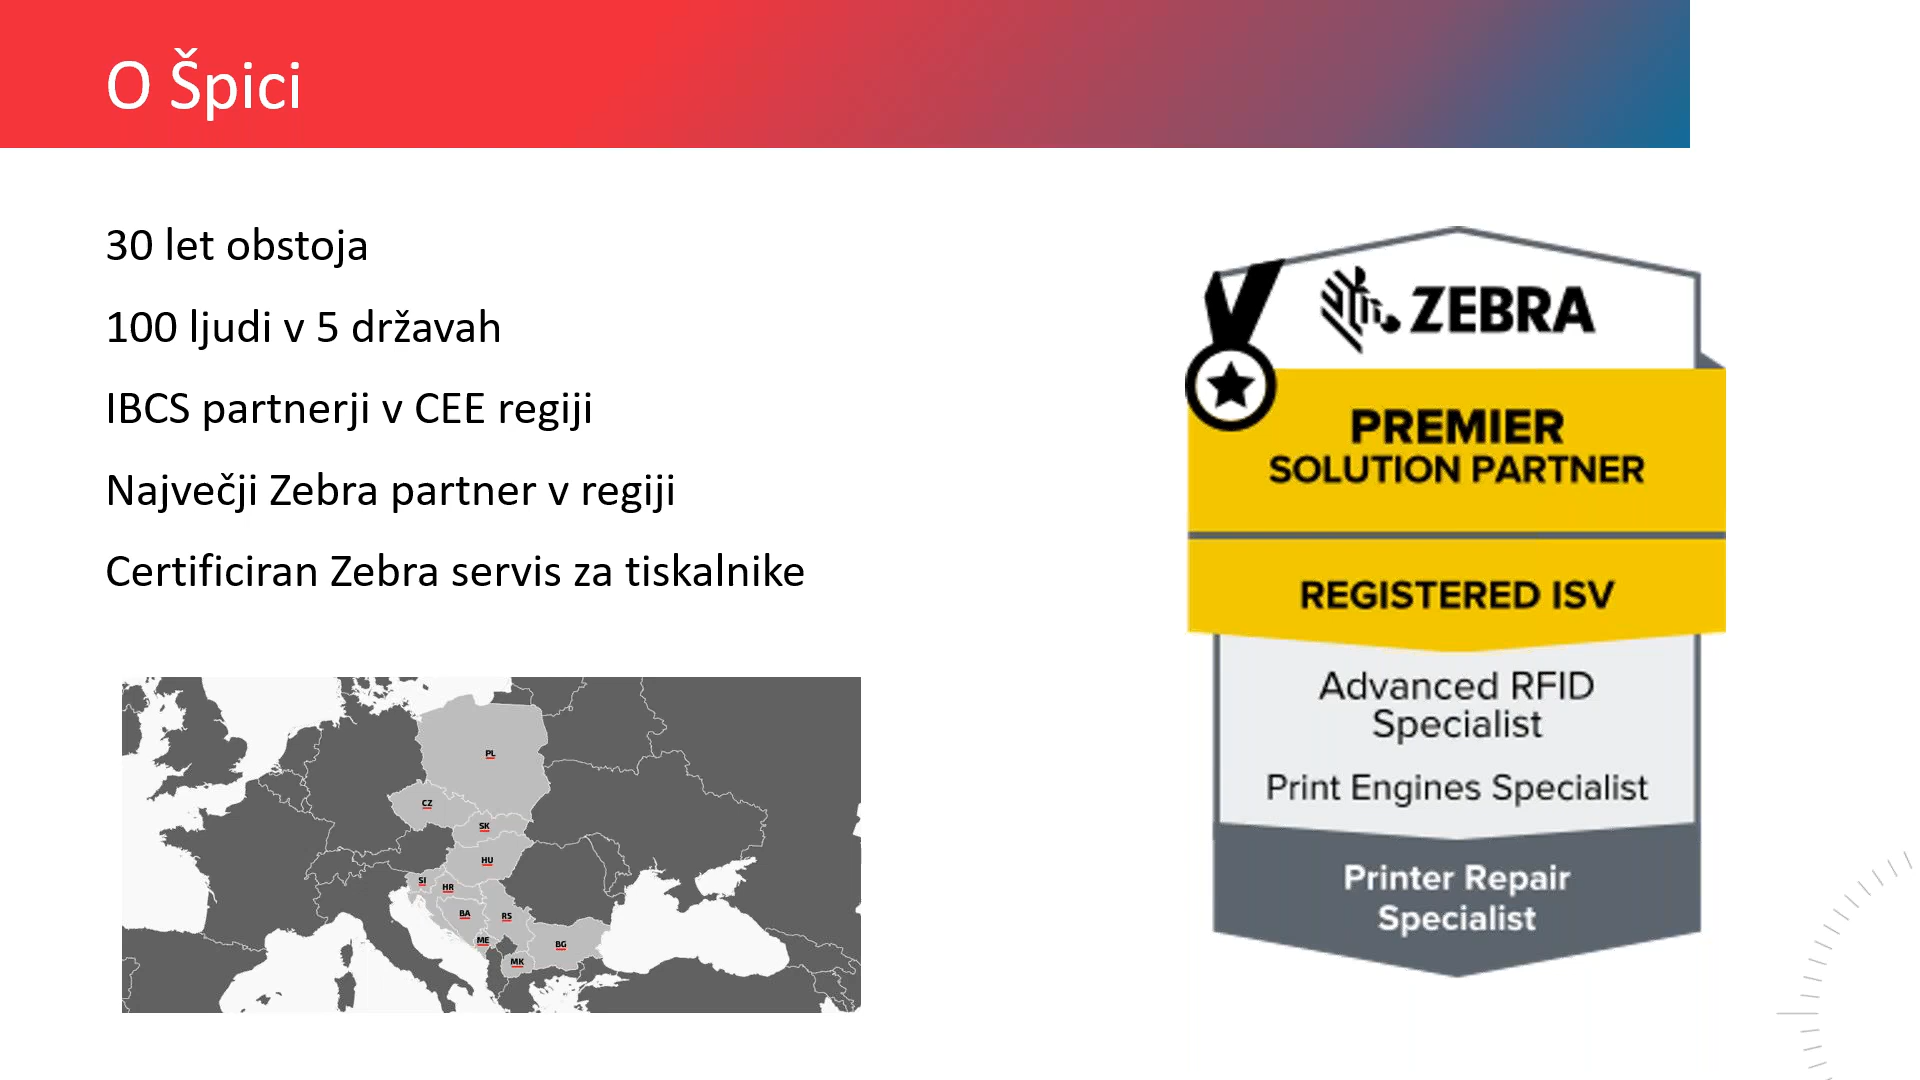 O Špici
30 let obstoja
100 ljudi v 5 državah
IBCS partnerji v CEE regiji
Največji Zebra partner v regiji
Certificiran Zebra servis za tiskalnike
PL
CZ
SK
HU
SI
HR
BA
RS
ME
BG
MK
ZEBRA
PREMIER
SOLUTION PARTNER
REGISTERED ISV
Advanced RFID
Specialist
Print Engines Specialist
Printer Repair
Specialist